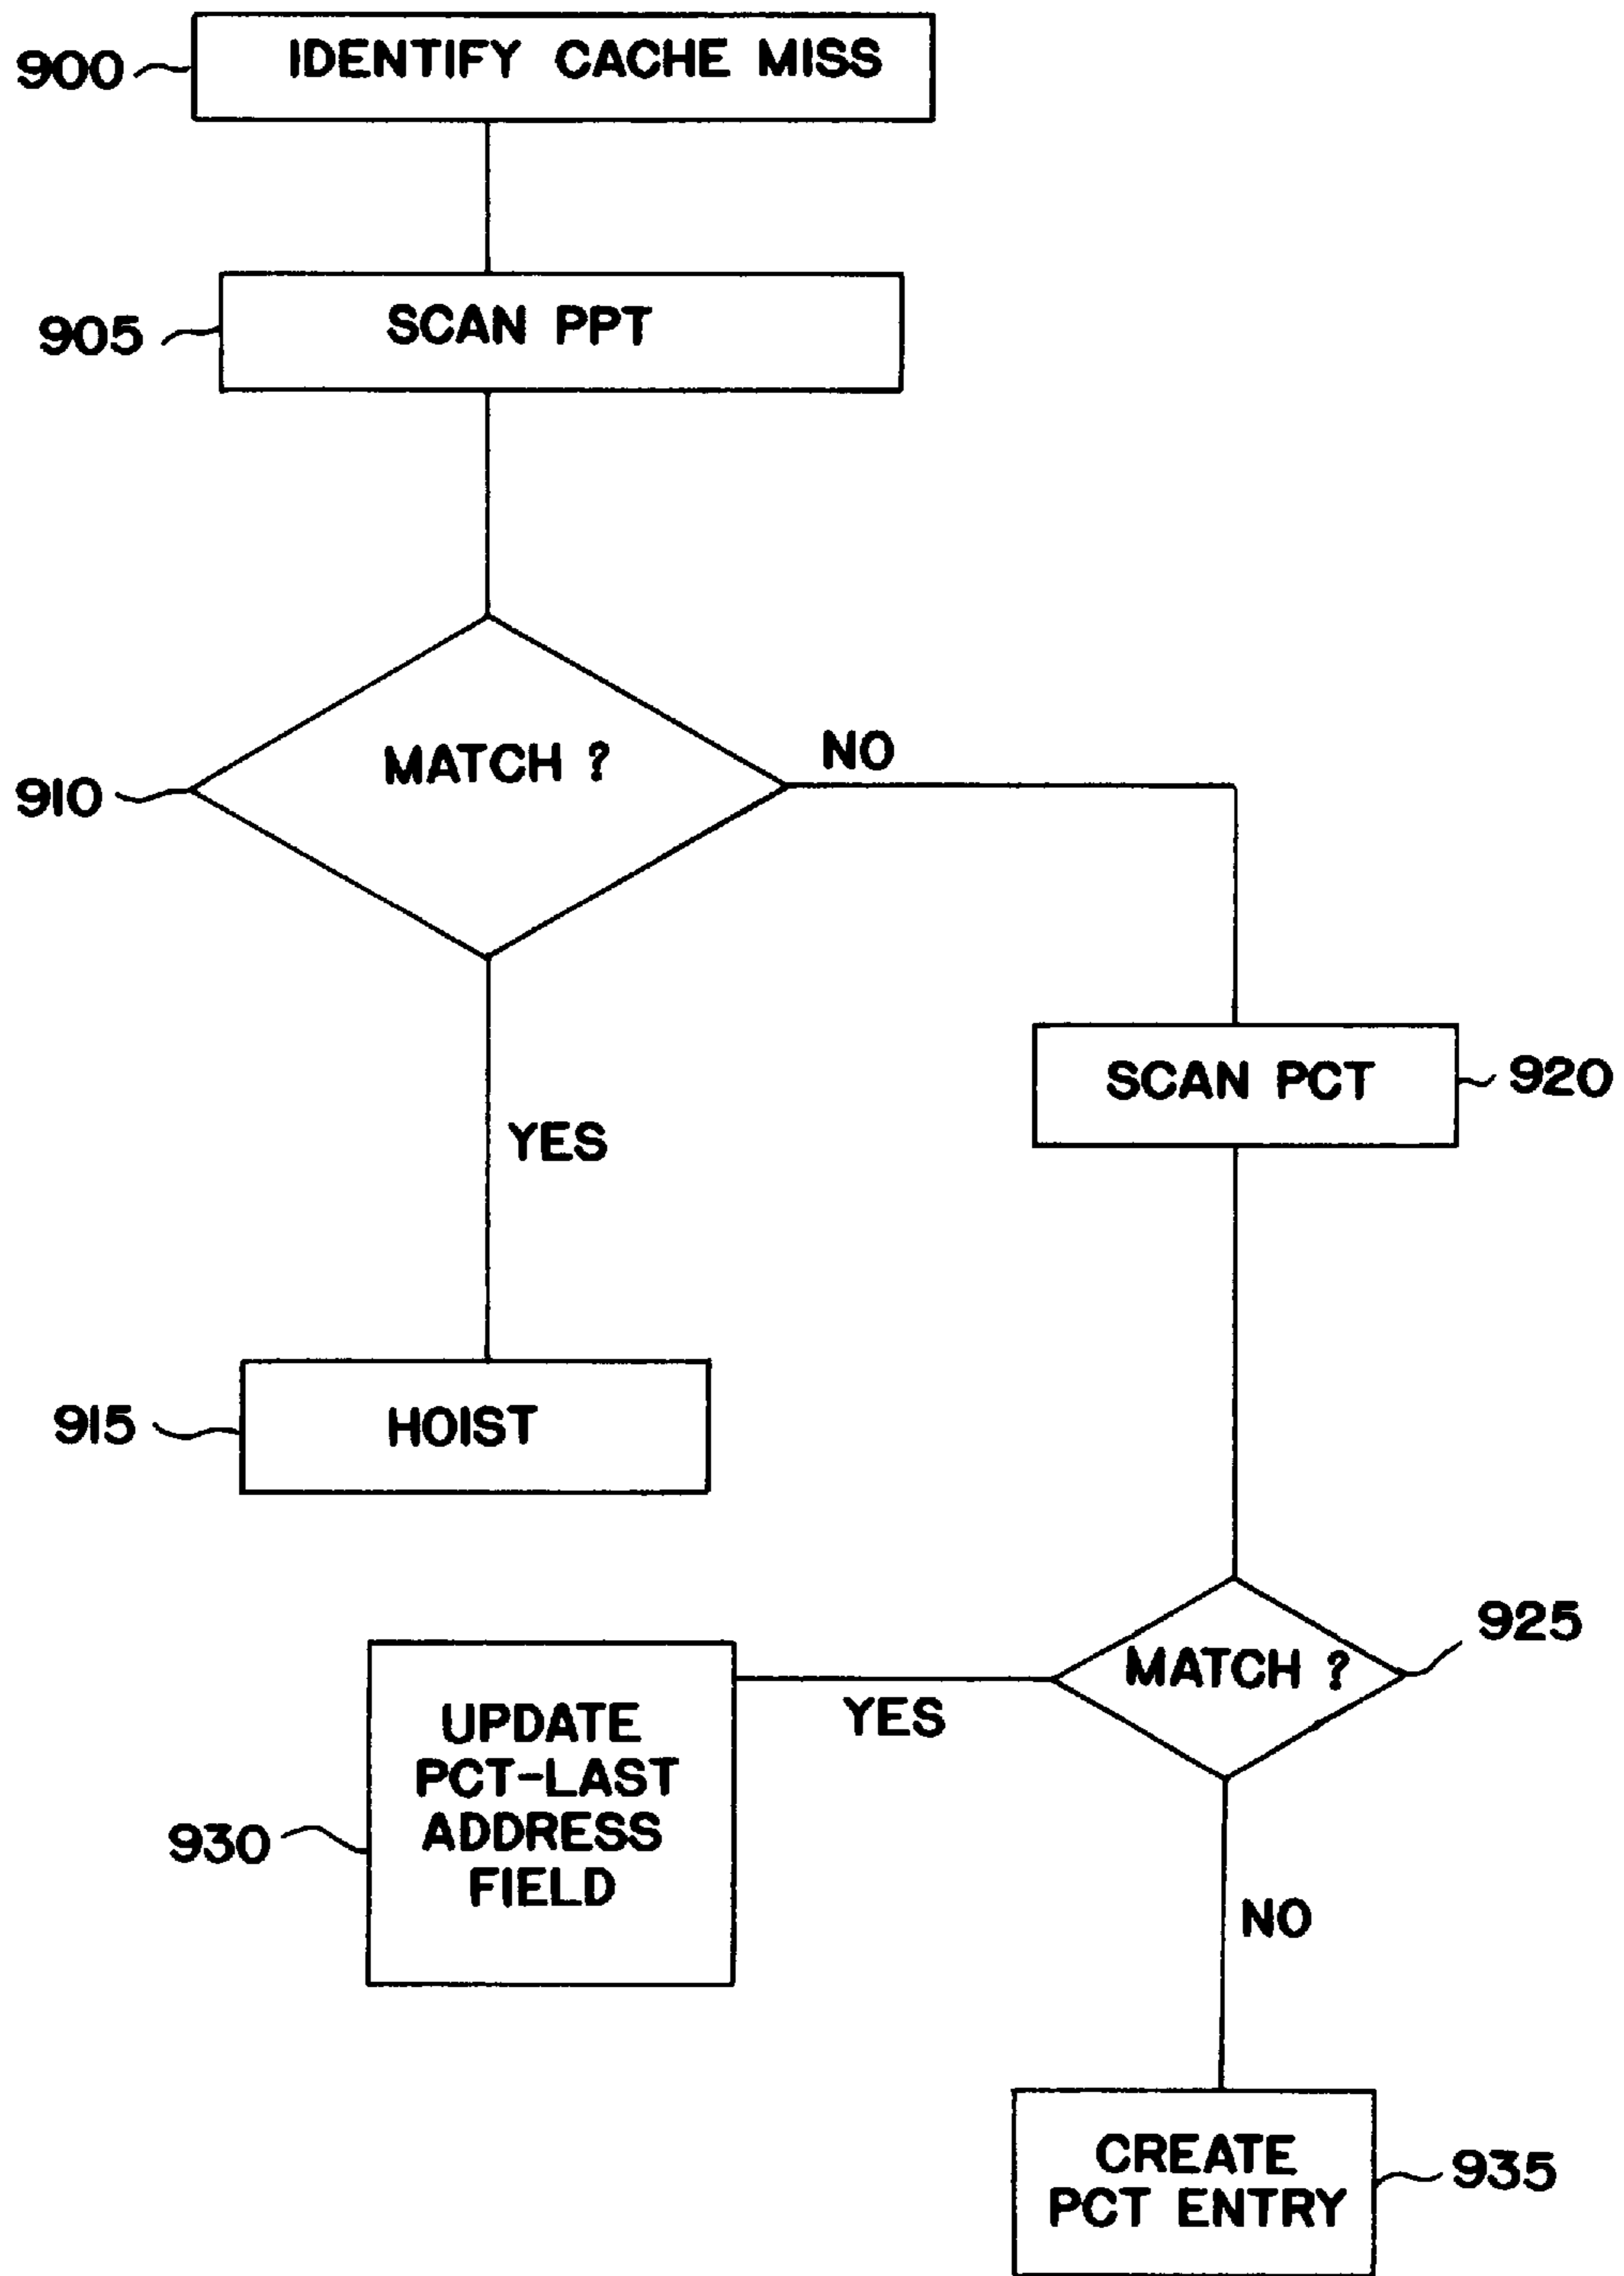 900
IDENTIFY CACHE MISS
905
SCAN PPT
910
MATCH ?
NO
YES
920
SCAN PCT
915
HOIST
925
MATCH ?
YES
930
UPDATE
PCT-LAST
ADDRESS
FIELD
NO
935
CREATE
PCT ENTRY